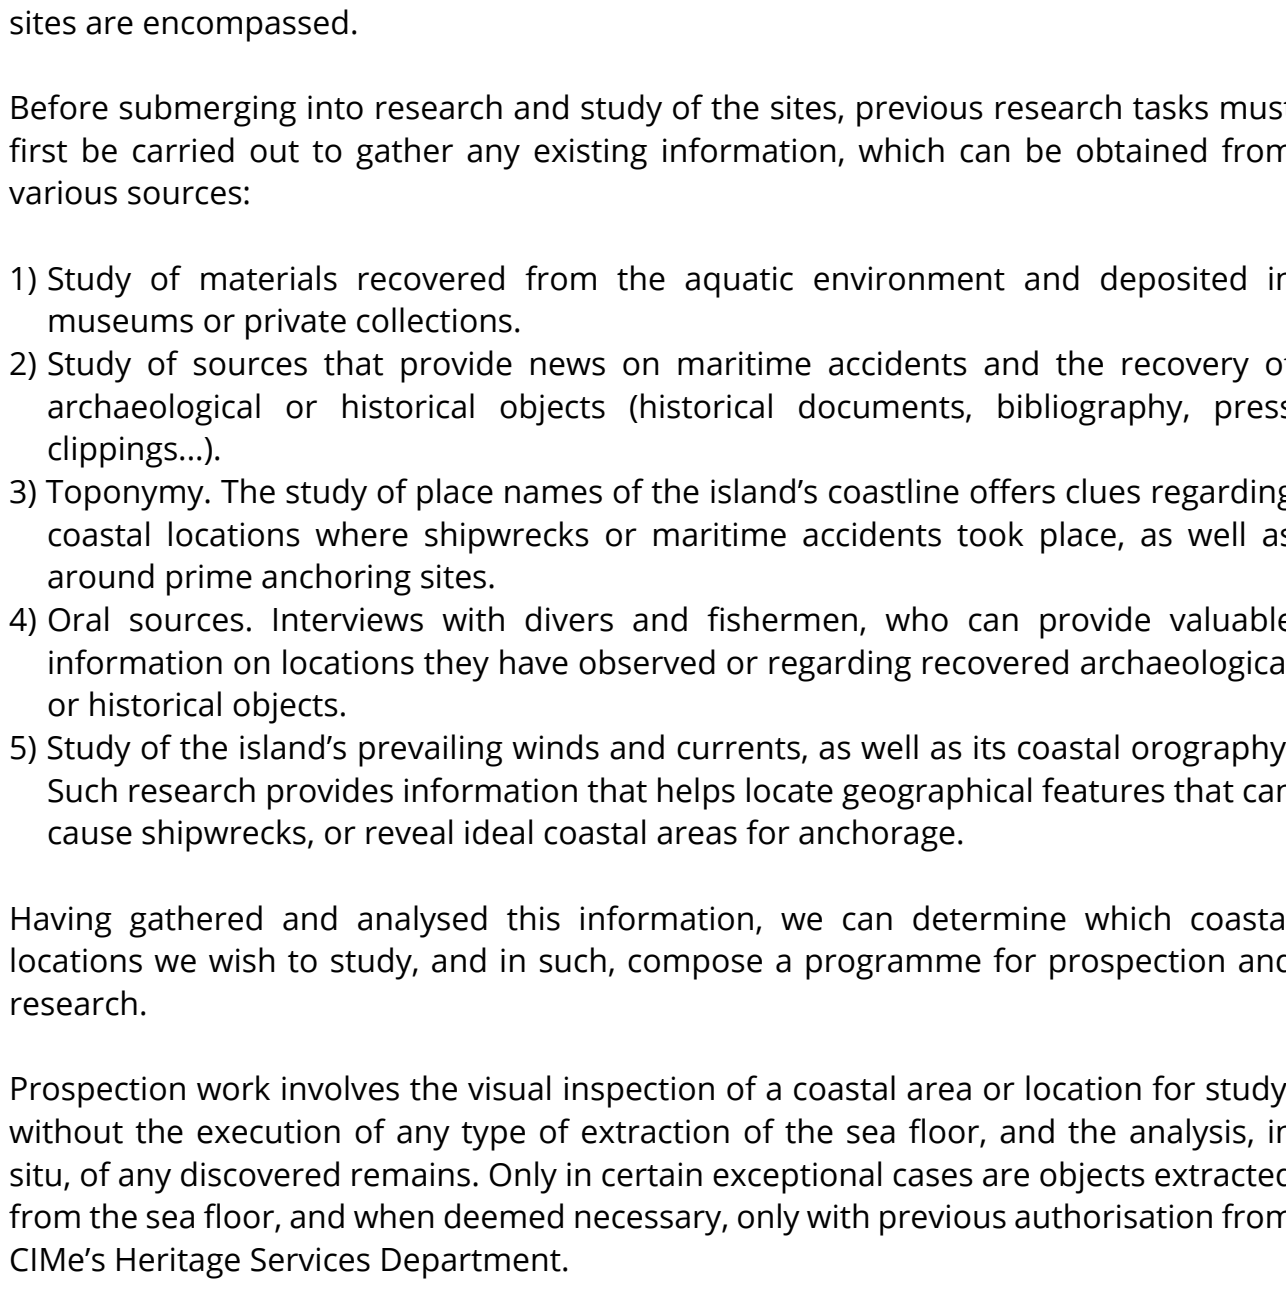 sites are encompassed.
Before submerging into research and study of the sites, previous research tasks must
first be carried out to gather any existing information, which can be obtained from
various sources:
1) Study of materials recovered from the aquatic environment and deposited in
museums or private collections.
2) Study of sources that provide news on maritime accidents and the recovery of
archaeological or historical objects (historical documents, bibliography, press
clippings...).
3) Toponymy. The study of place names of the island’s coastline offers clues regarding
coastal locations where shipwrecks or maritime accidents took place, as well as
around prime anchoring sites.
4) Oral sources. Interviews with divers and fishermen, who can provide valuable
information on locations they have observed or regarding recovered archaeological
or historical objects.
5) Study of the island’s prevailing winds and currents, as well as its coastal orography.
Such research provides information that helps locate geographical features that can
cause shipwrecks, or reveal ideal coastal areas for anchorage.
Having gathered and analysed this information, we can determine which coastal
locations we wish to study, and in such, compose a programme for prospection and
research.
Prospection work involves the visual inspection of a coastal area or location for study,
without the execution of any type of extraction of the sea floor, and the analysis, in
situ, of any discovered remains. Only in certain exceptional cases are objects extracted
from the sea floor, and when deemed necessary, only with previous authorisation from
CIMe’s Heritage Services Department.